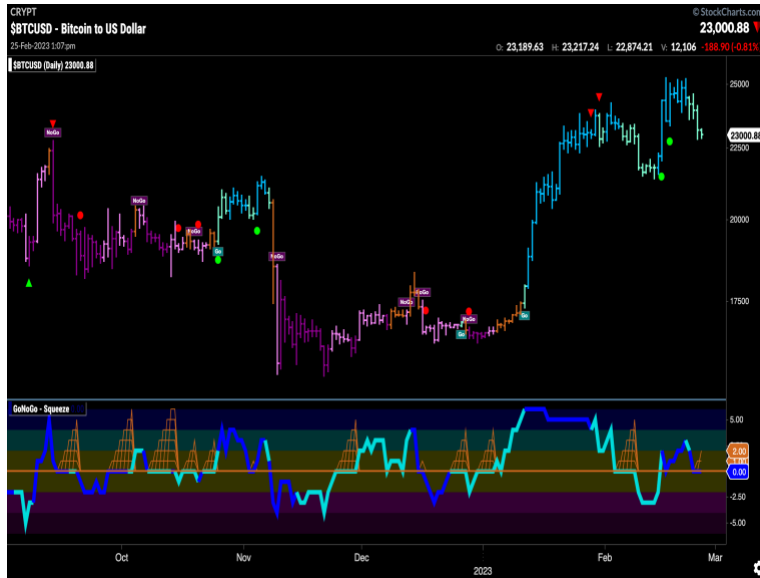 CRYPT
© StockCharts.com
$BTCUSD - Bitcoin to US Dollar
23,000.88
25-Feb-2023 1:07pm
O: 23,189.63 H: 23,217.24 L: 22,874.21 V: 12,106 -188.90 (-0.81%
$BTCUSD (Daily) 23000.88
25000
NoGo
23000.88
22500
NoGo
20000
NoGo
Go
NoGo
17500
NoGo
NoGo
NoGo
Go
Go
GoNoGo - Squeeze
5.00
2.00
1.00
0.00
-2.50
-5.00
Oct
Nov
Dec
2023
Feb
Mar